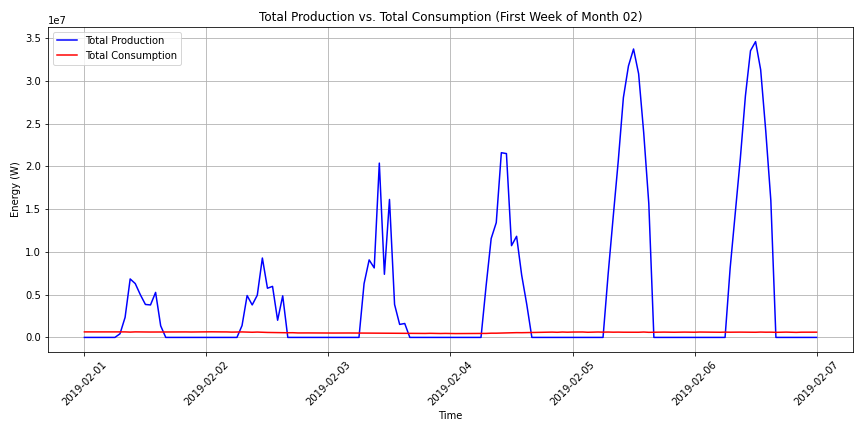 Total Production vs. Total Consumption (First Week of Month 02)
1e7
Total Production
Total Consumption
3.5
3.0
2.5
2.0
1.5
1.0
0.5
0.0
Energy (W)
2019-02-01
2019-02-02
2019-02-03
2019-02-04
2019-02-05
2019-02-06
2019-02-07
Time